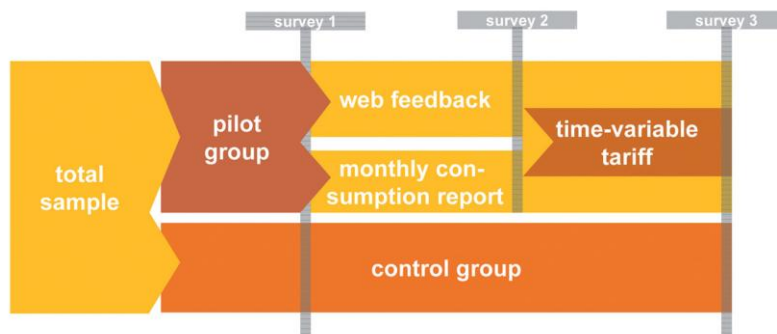 survey 1
survey 2
survey 3
web feedback
pilot
group
time-variable
tariff
monthly con-
sumption report
total
sample
control group